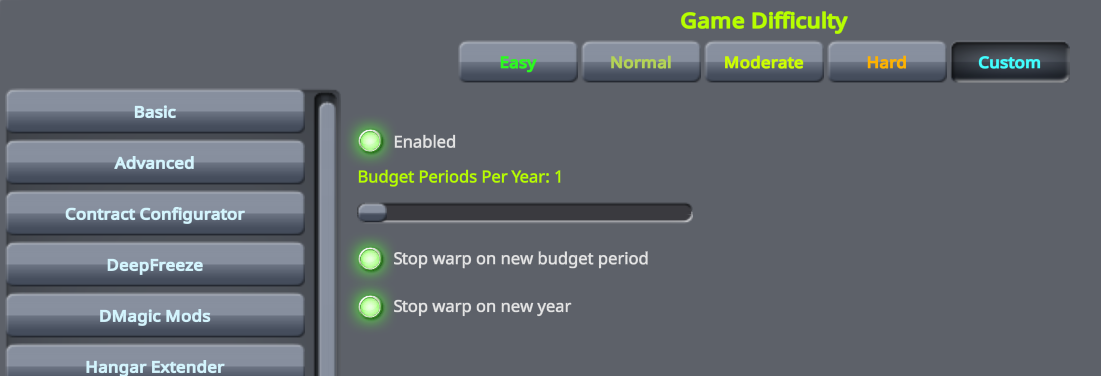 Game Difficulty
Easy Normal Moderate Hard Custom
Basic
Advanced
Contract Configurator
DeepFreeze
DMagic Mods
Hangar Extender
Enabled
Budget Periods Per Year: 1
Stop warp on new budget period
Stop warp on new year